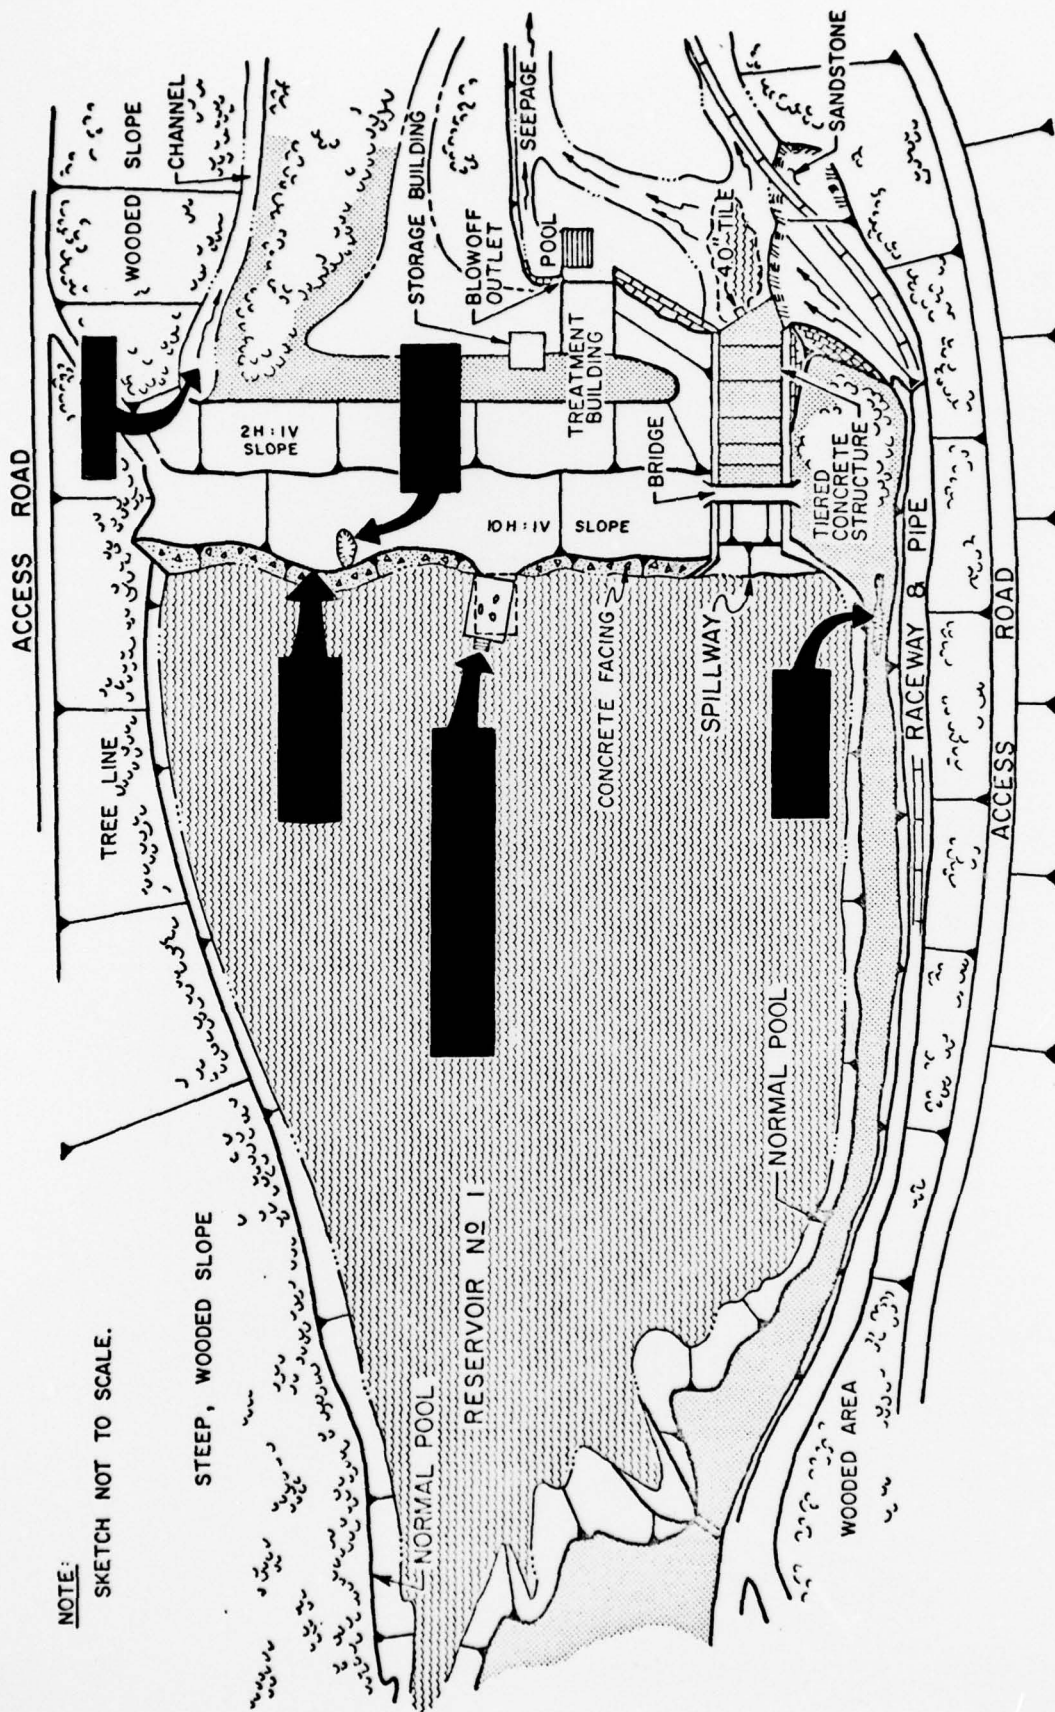 NOTE:
SKETCH NOT TO SCALE.
STEEP, WOODED SLOPE
ACCESS ROAD
TREE LINE
WOODED SLOPE
CHANNEL
2H:1V
SLOPE
STORAGE BUILDING
BLOWOFF
OUTLET
POOL
SEEPAGE
TREATMENT
BUILDING
10H:1V SLOPE
BRIDGE
40" TILE
SANDSTONE
TIERED
CONCRETE
STRUCTURE
CONCRETE FACING
SPILLWAY
RACEWAY & PIPE
ACCESS ROAD
NORMAL POOL
RESERVOIR No 1
NORMAL POOL
WOODED AREA